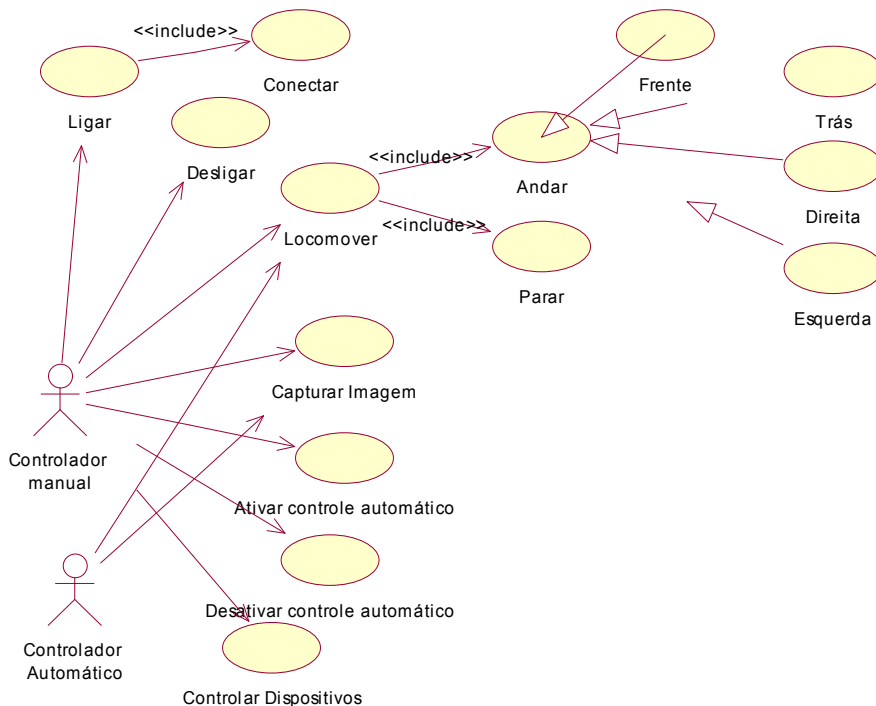 <<include>>
Conectar
Ligar
Frente
Trás
Desligar
<<include>>
Andar
Direita
Locomover
<<include>>
Parar
Esquerda
Capturar Imagem
Controlador
manual
Ativar controle automático
Desativar controle automático
Controlador
Automático
Controlar Dispositivos